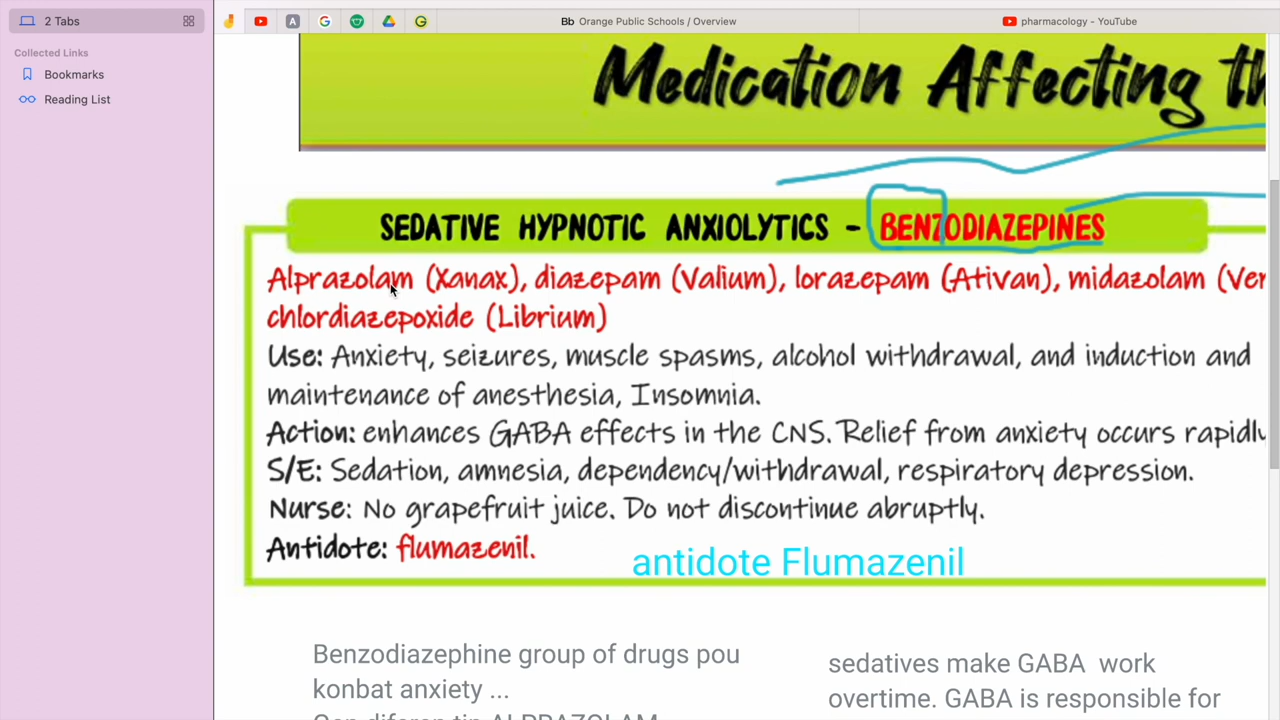 2 Tabs
Collected Links
Bookmarks
Reading List
A
G
Bb Orange Public Schools / Overview
pharmacology - YouTube
Medication Affecting
SEDATIVE HYPNOTIC ANXIOLYTICS - BENZODIAZEPINES
Alprazolam (Xanax), diazepam (Valium), lorazepam (Ativan), midazolam (Ver
chlordiazepoxide (Librium)
Use: Anxiety, seizures, muscle spasms, alcohol withdrawal, and induction and
maintenance of anesthesia, Insomnia.
Action: enhances GABA effects in the CNS. Relief from anxiety occurs rapidly
S/E: Sedation, amnesia, dependency/withdrawal, respiratory depression.
Nurse: No grapefruit juice. Do not discontinue abruptly.
Antidote: flumazenil.
antidote Flumazenil
Benzodiazephine group of drugs pou
konbat anxiety ...
sedatives make GABA work
overtime. GABA is responsible for